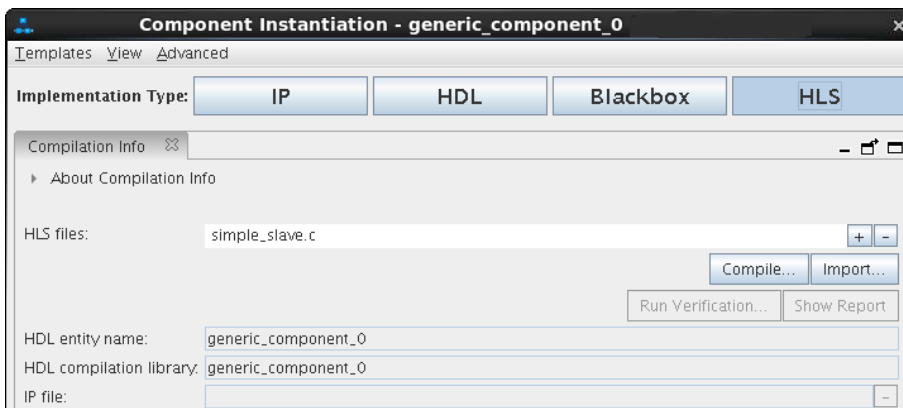 Component Instantiation - generic_component_0
Templates View Advanced
Implementation Type: IP HDL Blackbox HLS
Compilation Info
About Compilation Info
HLS files: simple_slave.c + -
Compile... Import...
Run Verification... Show Report
HDL entity name: generic_component_0
HDL compilation library: generic_component_0
IP file: -